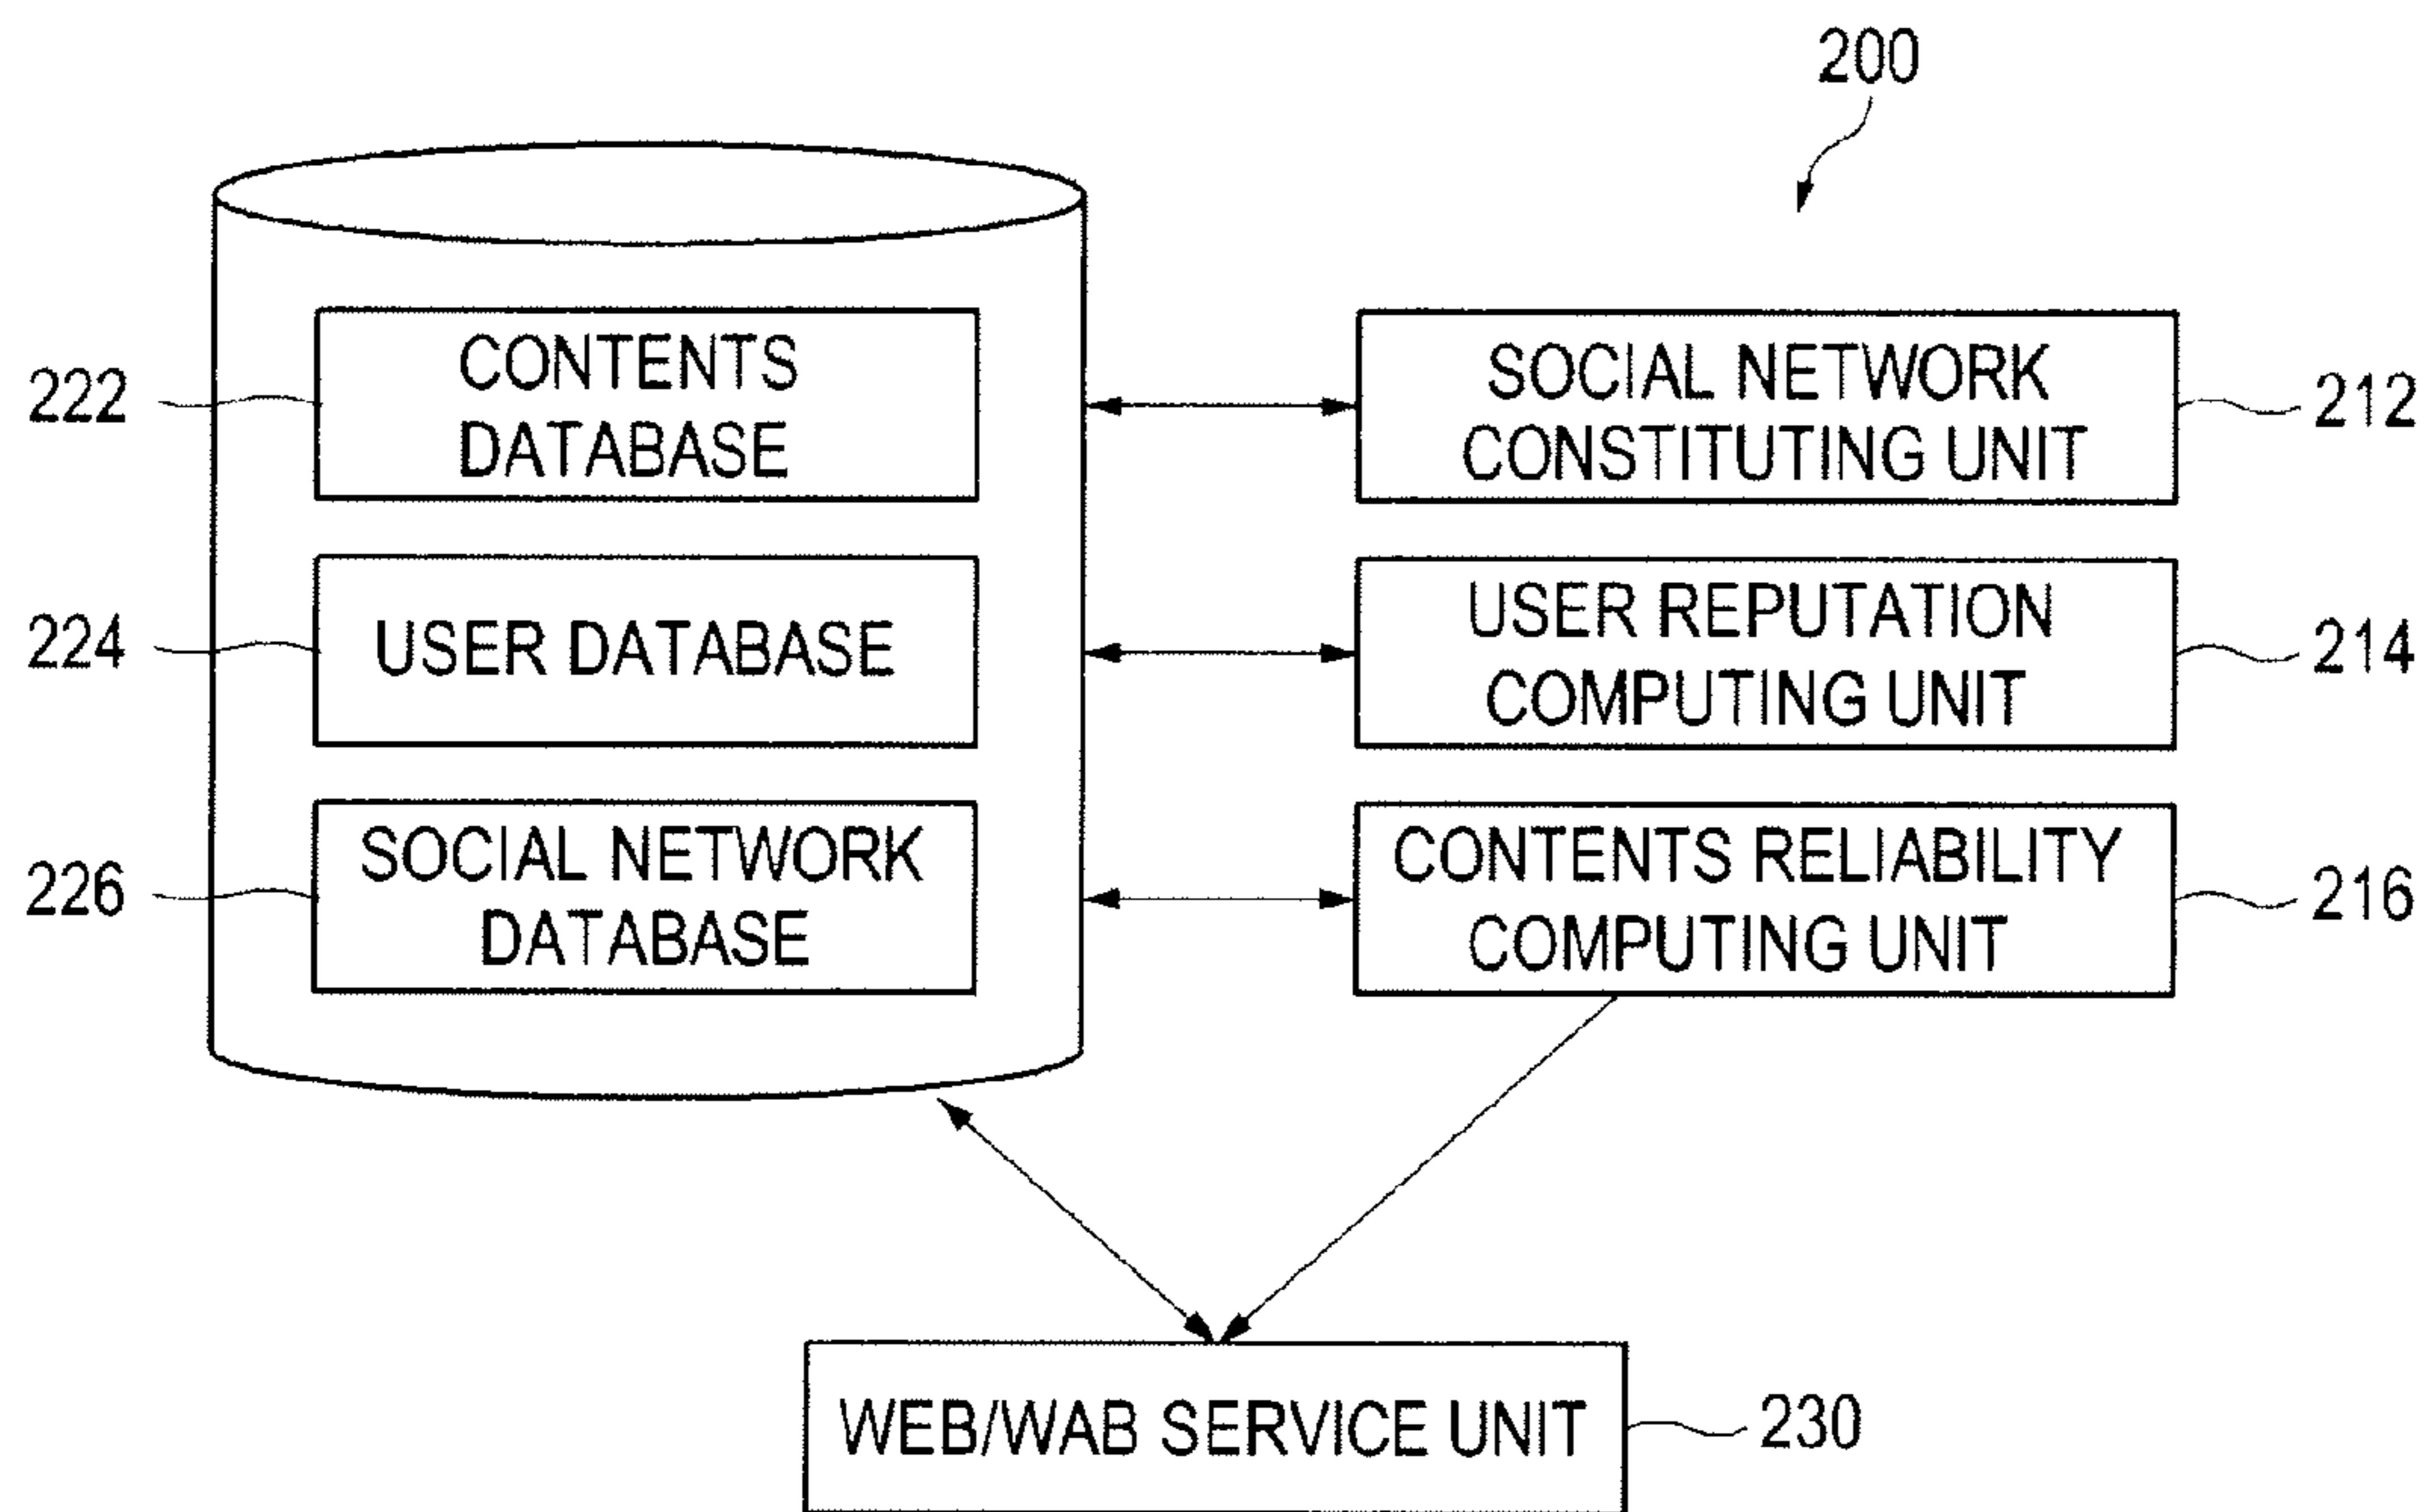 200
222
CONTENTS
DATABASE
SOCIAL NETWORK
CONSTITUTING UNIT
212
224
USER DATABASE
USER REPUTATION
COMPUTING UNIT
214
226
SOCIAL NETWORK
DATABASE
CONTENTS RELIABILITY
COMPUTING UNIT
216
WEB/WAB SERVICE UNIT
230